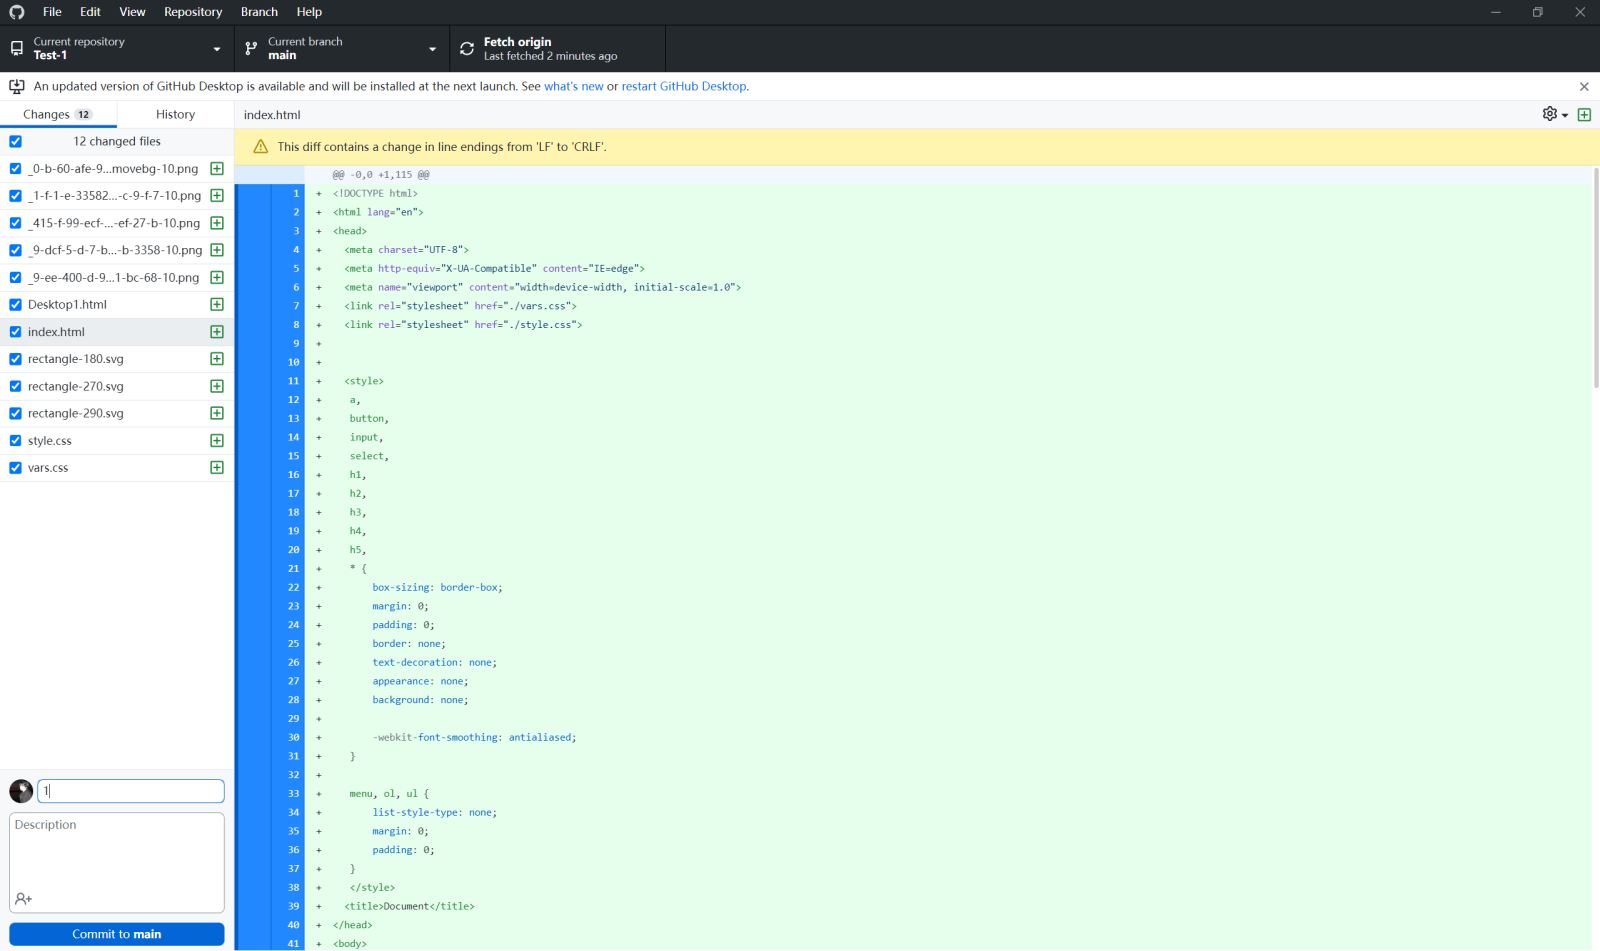 File Edit View Repository Branch Help
Current repository
Test-1
Current branch
main
Fetch origin
Last fetched 2 minutes ago
An updated version of GitHub Desktop is available and will be installed at the next launch. See what's new or restart GitHub Desktop.
Changes 12 History
index.html
12 changed files
This diff contains a change in line endings from 'LF' to 'CRLF'.
_0-b-60-afe-9...movebg-10.png
_1-f-1-e-33582...-c-9-f-7-10.png
_415-f-99-ecf-...-ef-27-b-10.png
_9-dcf-5-d-7-b...-b-3358-10.png
_9-ee-400-d-9...1-bc-68-10.png
Desktop1.html
index.html
rectangle-180.svg
rectangle-270.svg
rectangle-290.svg
style.css
vars.css
1
Description
Commit to main
@@ -0,0 +1,115 @@
1 + <!DOCTYPE html>
2 + <html lang="en">
3 + <head>
4 + <meta charset="UTF-8">
5 + <meta http-equiv="X-UA-Compatible" content="IE=edge">
6 + <meta name="viewport" content="width=device-width, initial-scale=1.0">
7 + <link rel="stylesheet" href="./vars.css">
8 + <link rel="stylesheet" href="./style.css">
9 +
10 +
11 + <style>
12 + a,
13 + button,
14 + input,
15 + select,
16 + h1,
17 + h2,
18 + h3,
19 + h4,
20 + h5,
21 + * {
22 + box-sizing: border-box;
23 + margin: 0;
24 + padding: 0;
25 + border: none;
26 + text-decoration: none;
27 + appearance: none;
28 + background: none;
29 +
30 + -webkit-font-smoothing: antialiased;
31 + }
32 +
33 + menu, ol, ul {
34 + list-style-type: none;
35 + margin: 0;
36 + padding: 0;
37 + }
38 + </style>
39 + <title>Document</title>
40 + </head>
41 + <body>